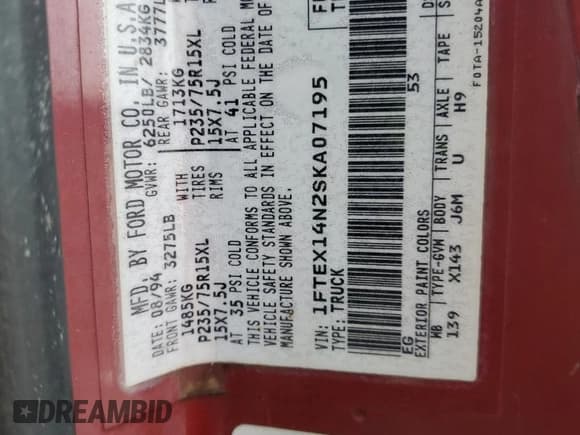 MFD. BY FORD MOTOR CO. IN U.S.A.
DATE: 08/94 GVWR: 6250LB/ 2834KG
FRONT GAWR: 3275LB REAR GAWR: 3777L
1485KG WITH 1713KG
P235/75R15XL TIRES P235/75R15XL
15X7.5J RIMS 15X7.5J
AT 35 PSI COLD AT 41 PSI COLD
THIS VEHICLE CONFORMS TO ALL APPLICABLE FEDERAL MO
VEHICLE SAFETY STANDARDS IN EFFECT ON THE DATE OF
MANUFACTURE SHOWN ABOVE.
VIN: 1FTEX14N2SKA07195
TYPE: TRUCK
EG 53
EXTERIOR PAINT COLORS
WB TYPE-GVW BODY TRANS AXLE TAPE S
139 X143 J6M U H9
FOTA-15204A
DREAMBID